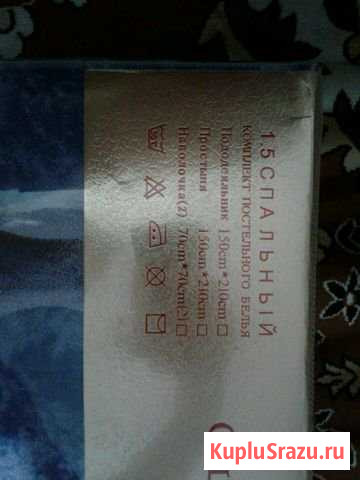 1.5 СПАЛЬНЫЙ
КОМПЛЕКТ ПОСТЕЛЬНОГО БЕЛЬЯ
Пододеяльник 150cm*210cm
Простыня 150cm*210cm
Наволочка(2) 70cm*70cm(2)
KupluSrazu.ru